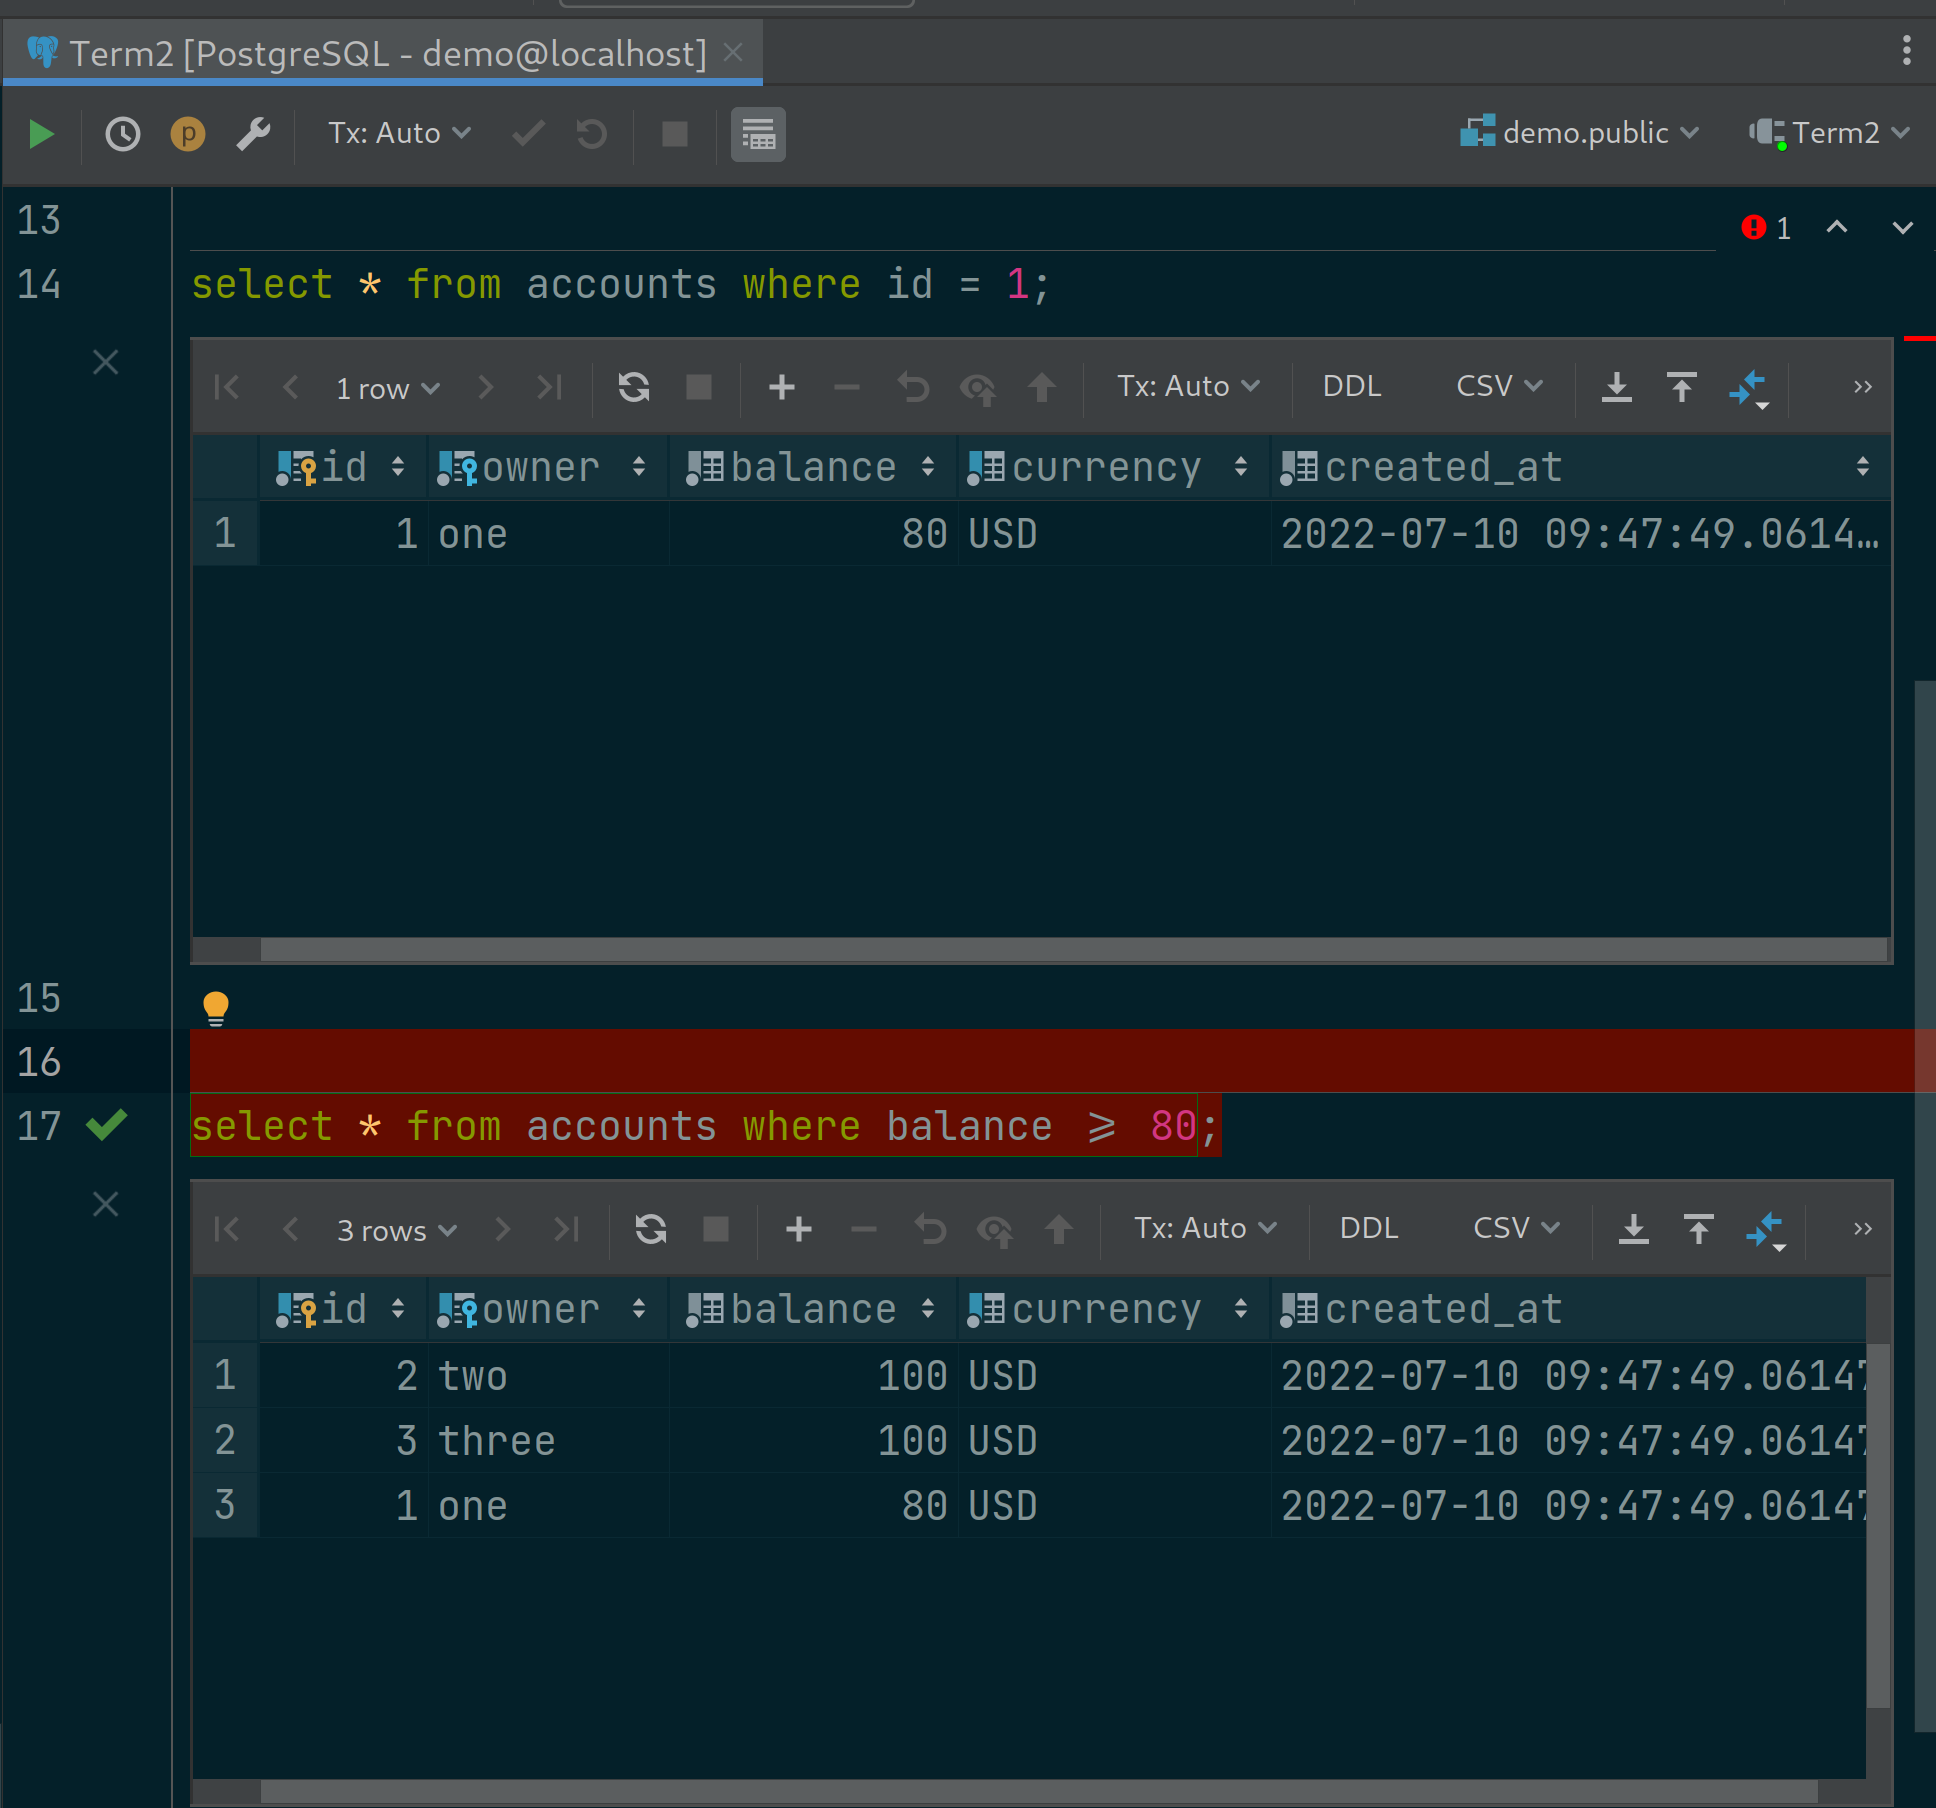 Term2 [PostgreSQL - demo@localhost]
p Tx: Auto demo.public Term2
13 1
14 select * from accounts where id = 1;
1 row Tx: Auto DDL CSV
id owner balance currency created_at
1 1 one 80 USD 2022-07-10 09:47:49.0614…
15
16
17 select * from accounts where balance ⩾ 80;
3 rows Tx: Auto DDL CSV
id owner balance currency created_at
1 2 two 100 USD 2022-07-10 09:47:49.06147
2 3 three 100 USD 2022-07-10 09:47:49.06147
3 1 one 80 USD 2022-07-10 09:47:49.06147